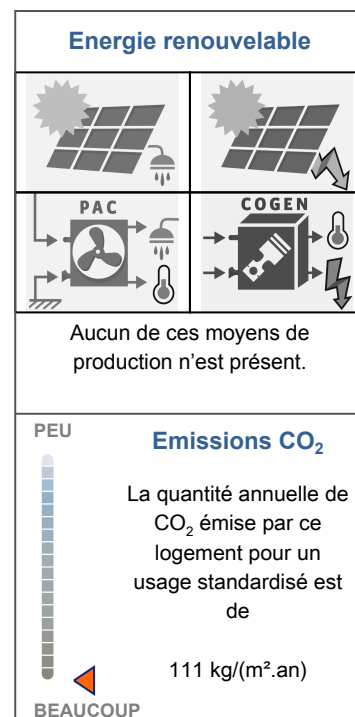 Energie renouvelable
PAC
COGEN
Aucun de ces moyens de
production n'est présent.
PEU
Emissions CO₂
La quantité annuelle de
CO₂ émise par ce
logement pour un
usage standardisé est
de
111 kg/(m².an)
BEAUCOUP